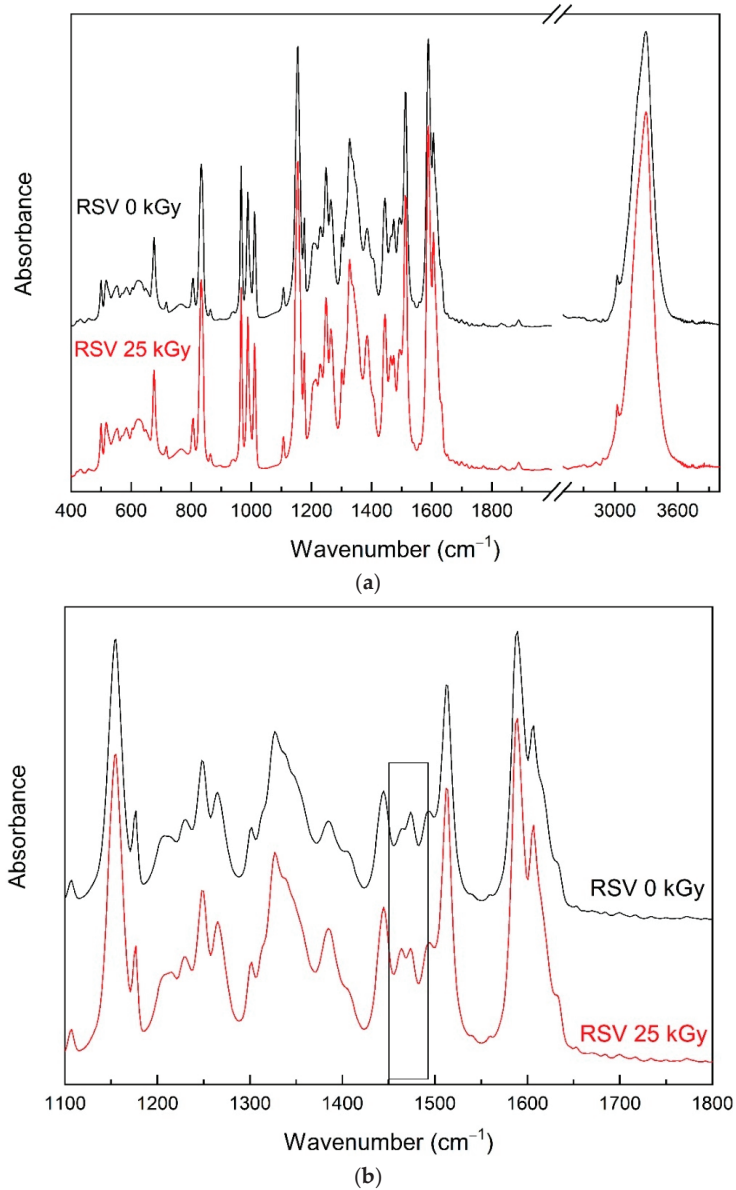 Absorbance
RSV 0 kGy
RSV 25 kGy
400 600 800 1000 1200 1400 1600 1800 3000 3600
Wavenumber (cm⁻¹)
(a)
Absorbance
RSV 0 kGy
RSV 25 kGy
1100 1200 1300 1400 1500 1600 1700 1800
Wavenumber (cm⁻¹)
(b)